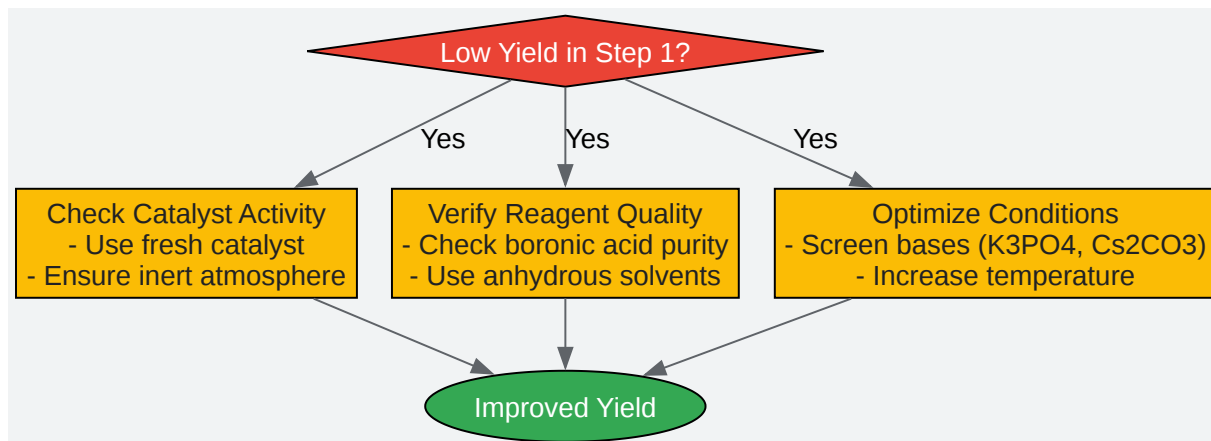 Low Yield in Step 1?
Yes
Yes
Yes
Check Catalyst Activity
- Use fresh catalyst
- Ensure inert atmosphere
Verify Reagent Quality
- Check boronic acid purity
- Use anhydrous solvents
Optimize Conditions
- Screen bases (K3PO4, Cs2CO3)
- Increase temperature
Improved Yield